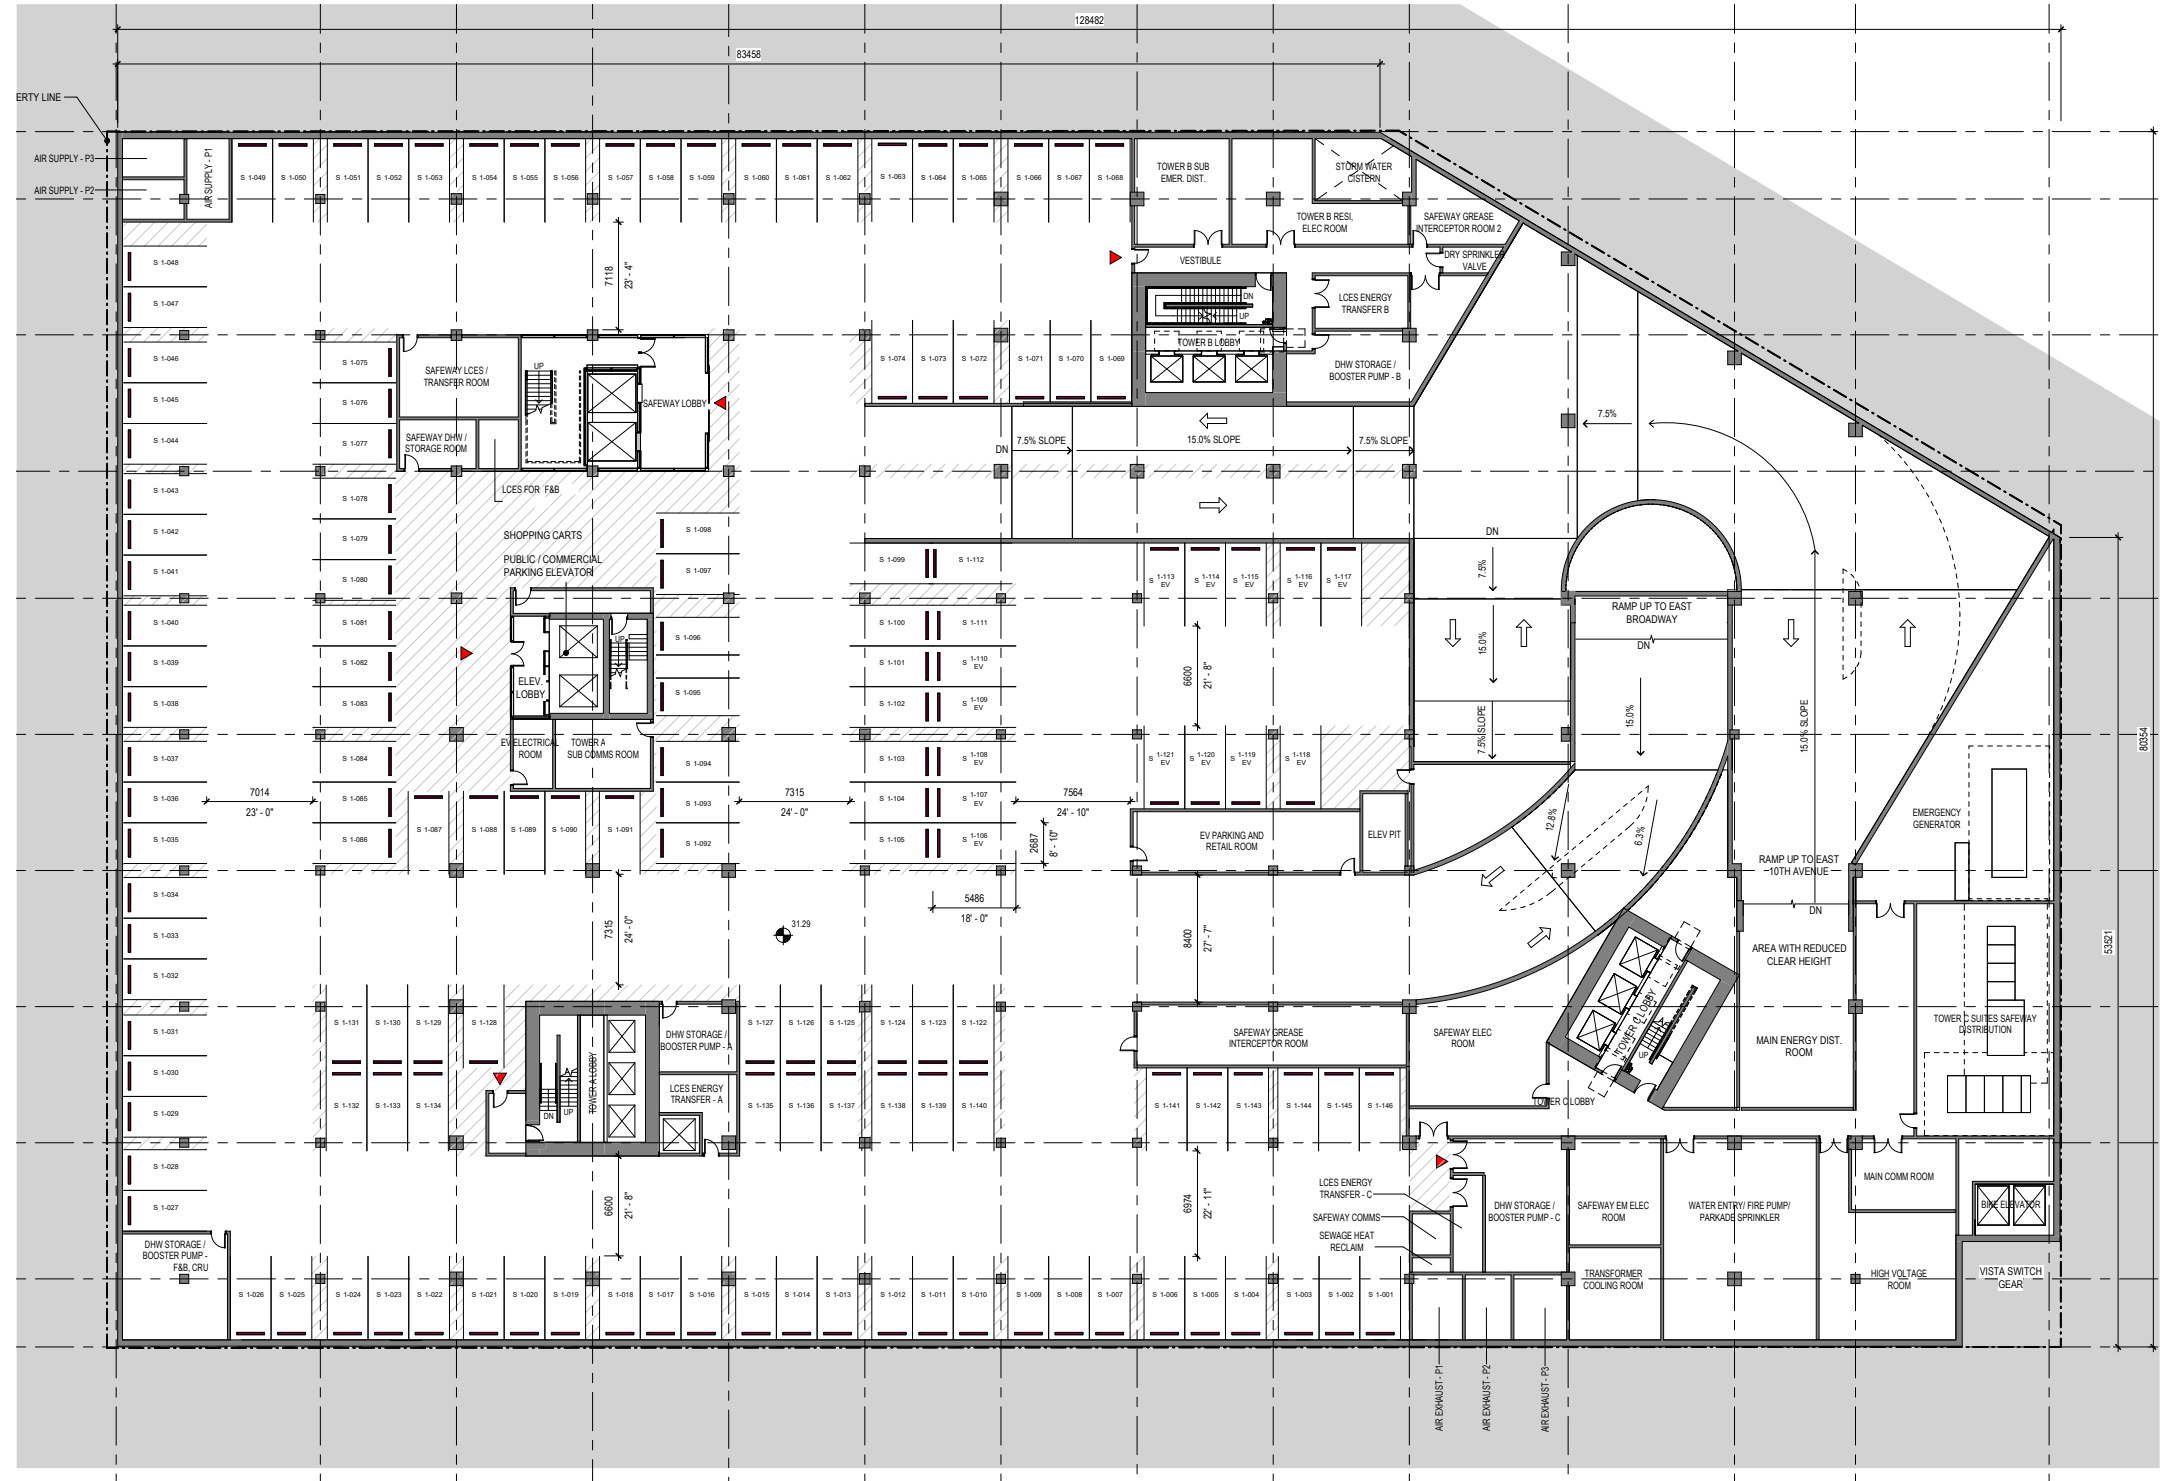 128482
83458
ERTY LINE
AIR SUPPLY - P3
AIR SUPPLY - P2
AIR SUPPLY - P1
S 1-049
S 1-050
S 1-051
S 1-052
S 1-053
S 1-054
S 1-055
S 1-056
S 1-057
S 1-058
S 1-059
S 1-060
S 1-061
S 1-062
S 1-063
S 1-064
S 1-065
S 1-066
S 1-067
S 1-068
TOWER B SUB
EMER. DIST.
STORM WATER
CISTERN
TOWER B RESI,
ELEC ROOM
SAFEWAY GREASE
INTERCEPTOR ROOM 2
DRY SPRINKLER
VALVE
VESTIBULE
LCES ENERGY
TRANSFER B
DN
UP
TOWER B LOBBY
DHW STORAGE /
BOOSTER PUMP - B
7118
23' - 4"
S 1-048
S 1-047
S 1-046
S 1-045
S 1-044
S 1-043
S 1-042
S 1-041
S 1-040
S 1-039
S 1-038
S 1-037
S 1-036
S 1-035
S 1-034
S 1-033
S 1-032
S 1-031
S 1-030
S 1-029
S 1-028
S 1-027
S 1-075
S 1-076
S 1-077
S 1-078
S 1-079
S 1-080
S 1-081
S 1-082
S 1-083
S 1-084
S 1-085
S 1-086
SAFEWAY LCES /
TRANSFER ROOM
SAFEWAY DHW /
STORAGE ROOM
UP
SAFEWAY LOBBY
LCES FOR F&B
SHOPPING CARTS
PUBLIC / COMMERCIAL
PARKING ELEVATOR
UP
ELEV.
LOBBY
EV ELECTRICAL
ROOM
TOWER A
SUB COMMS ROOM
S 1-074
S 1-073
S 1-072
S 1-071
S 1-070
S 1-069
DN
7.5% SLOPE
15.0% SLOPE
7.5% SLOPE
7.5%
S 1-098
S 1-097
S 1-096
S 1-095
S 1-094
S 1-093
S 1-092
S 1-087
S 1-088
S 1-089
S 1-090
S 1-091
S 1-099
S 1-112
S 1-100
S 1-111
S 1-101
S 1-110
EV
S 1-102
S 1-109
EV
S 1-103
S 1-108
EV
S 1-104
S 1-107
EV
S 1-105
S 1-106
EV
S 1-113
EV
S 1-114
EV
S 1-115
EV
S 1-116
EV
S 1-117
EV
6600
21' - 8"
S 1-121
EV
S 1-120
EV
S 1-119
EV
S 1-118
EV
EV PARKING AND
RETAIL ROOM
ELEV PIT
DN
7.5%
15.0%
7.5% SLOPE
RAMP UP TO EAST
BROADWAY
DN
15.0%
15.0% SLOPE
12.8%
6.3%
RAMP UP TO EAST
10TH AVENUE
DN
EMERGENCY
GENERATOR
80354
53521
7014
23' - 0"
7315
24' - 0"
7564
24' - 10"
2687
8' - 10"
5486
18' - 0"
7315
24' - 0"
31.29
8400
27' - 7"
AREA WITH REDUCED
CLEAR HEIGHT
MAIN ENERGY DIST.
ROOM
TOWER C SUITES SAFEWAY
DISTRIBUTION
TOWER C LOBBY
UP
TOWER C LOBBY
SAFEWAY ELEC
ROOM
SAFEWAY GREASE
INTERCEPTOR ROOM
S 1-131
S 1-130
S 1-129
S 1-128
S 1-127
S 1-126
S 1-125
S 1-124
S 1-123
S 1-122
DHW STORAGE /
BOOSTER PUMP - A
LCES ENERGY
TRANSFER - A
TOWER A LOBBY
DN
UP
S 1-132
S 1-133
S 1-134
S 1-135
S 1-136
S 1-137
S 1-138
S 1-139
S 1-140
S 1-141
S 1-142
S 1-143
S 1-144
S 1-145
S 1-146
6600
21' - 8"
6974
22' - 11"
LCES ENERGY
TRANSFER - C
SAFEWAY COMMS
SEWAGE HEAT
RECLAIM
DHW STORAGE /
BOOSTER PUMP - C
SAFEWAY EM ELEC
ROOM
WATER ENTRY/ FIRE PUMP/
PARKADE SPRINKLER
MAIN COMM ROOM
BIKE ELEVATOR
TRANSFORMER
COOLING ROOM
HIGH VOLTAGE
ROOM
VISTA SWITCH
GEAR
DHW STORAGE /
BOOSTER PUMP -
F&B, CRU
S 1-026
S 1-025
S 1-024
S 1-023
S 1-022
S 1-021
S 1-020
S 1-019
S 1-018
S 1-017
S 1-016
S 1-015
S 1-014
S 1-013
S 1-012
S 1-011
S 1-010
S 1-009
S 1-008
S 1-007
S 1-006
S 1-005
S 1-004
S 1-003
S 1-002
S 1-001
AIR EXHAUST - P1
AIR EXHAUST - P2
AIR EXHAUST - P3